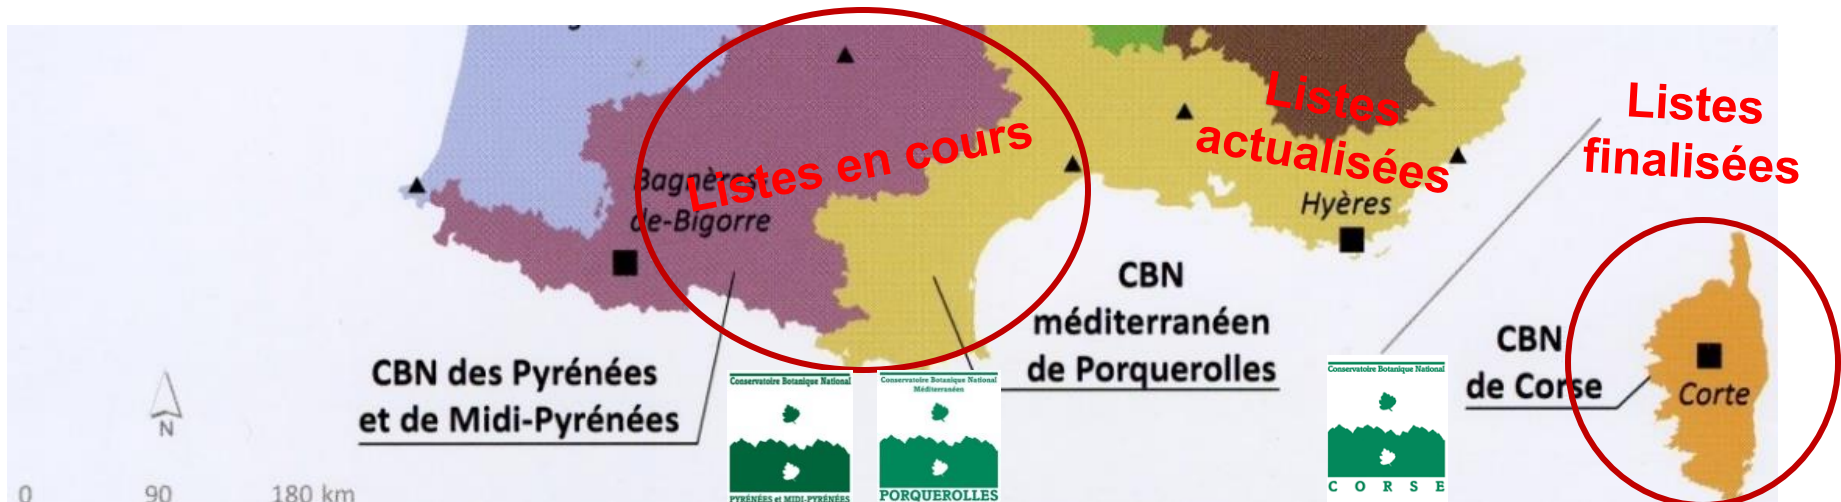 Listes en cours
Listes
actualisées
Listes
finalisées
Bagnères-
de-Bigorre
Hyères
CBN
méditerranéen
de Porquerolles
CBN des Pyrénées
et de Midi-Pyrénées
CBN
de Corse
Corte
Conservatoire Botanique National
PYRÉNÉES et MIDI-PYRÉNÉES
Conservatoire Botanique National
Méditerranéen
PORQUEROLLES
Conservatoire Botanique National
CORSE
N
0 90 180 km